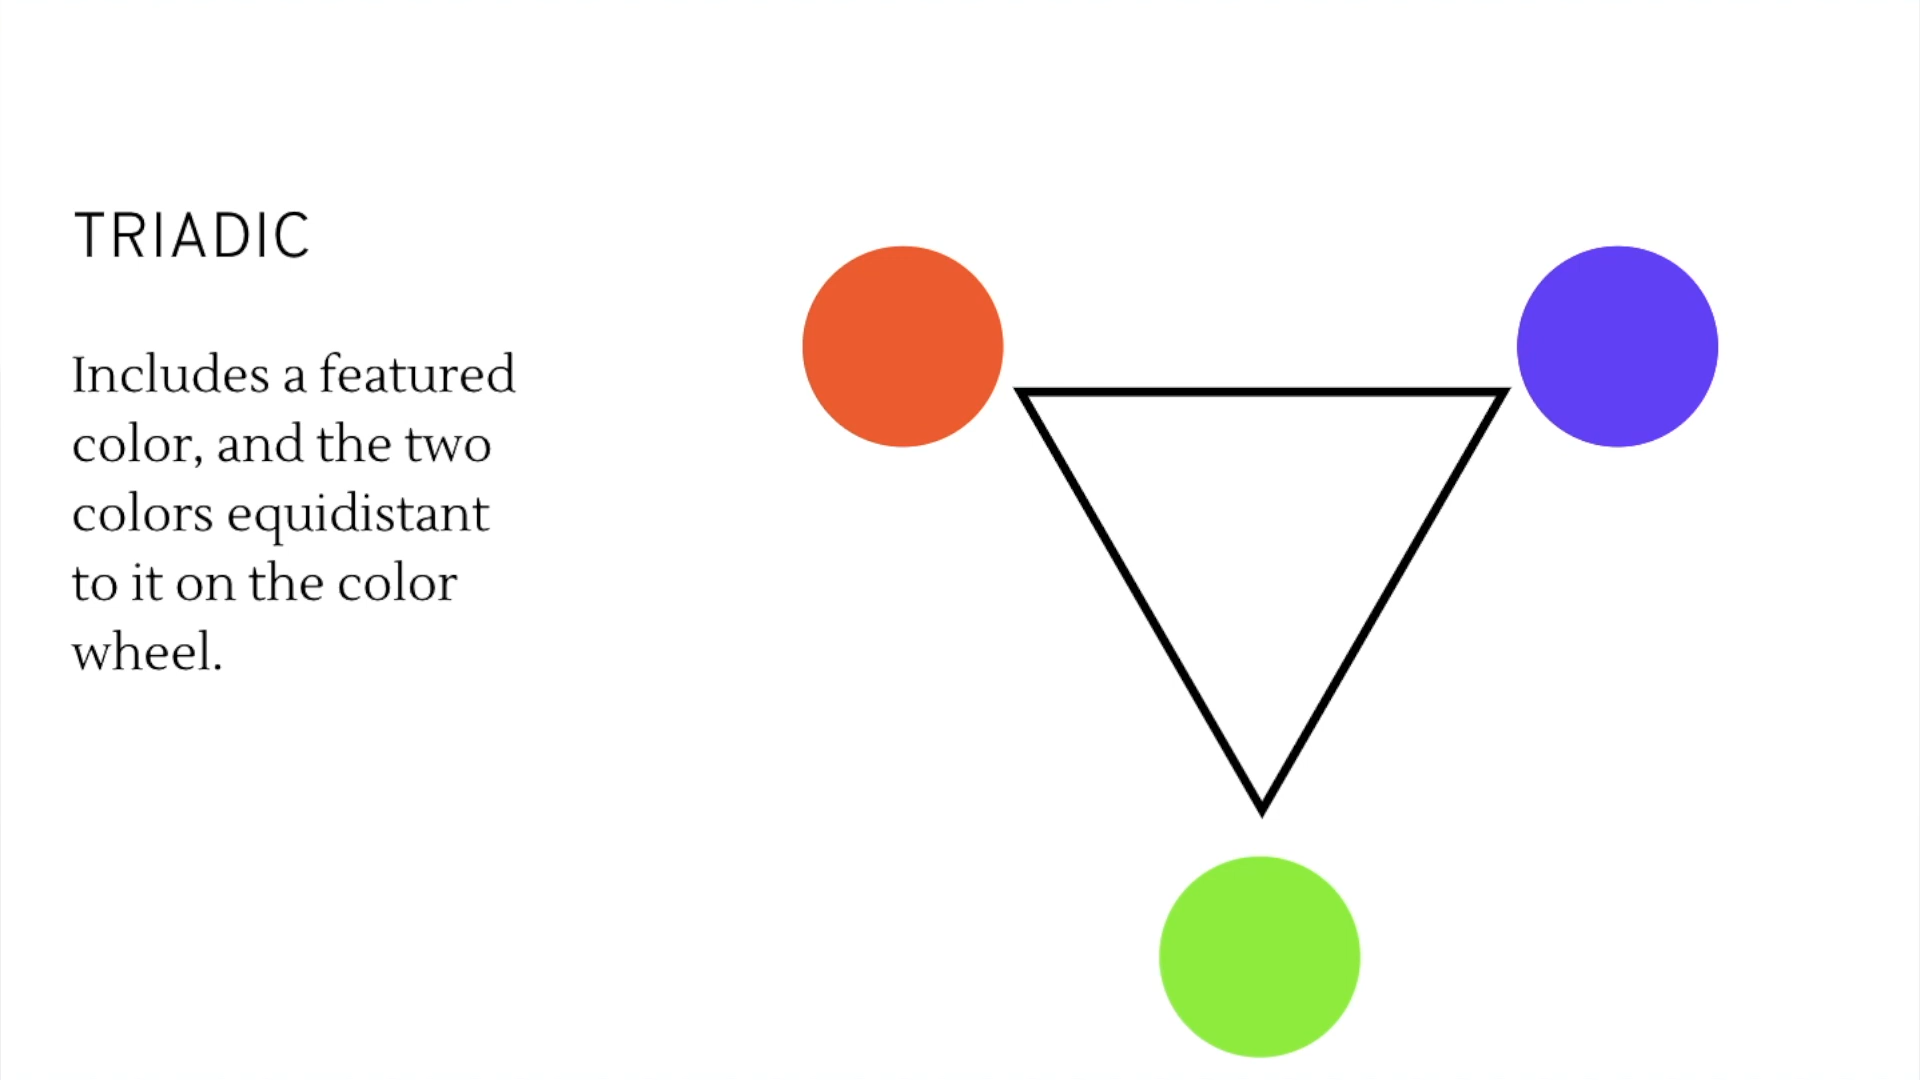 TRIADIC
Includes a featured
color, and the two
colors equidistant
to it on the color
wheel.